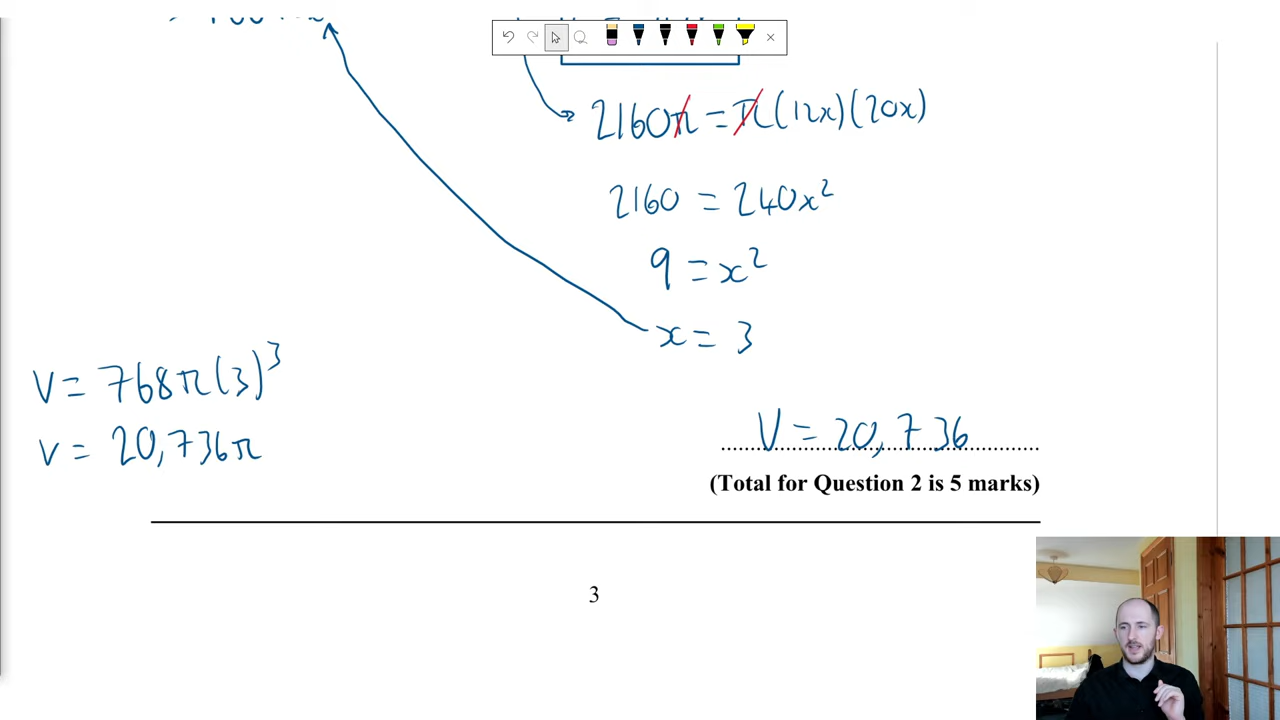 2160π = π(12x)(20x)
2160 = 240x²
9 = x²
x = 3
V = 768π(3)³
V = 20,736π
V = 20,736
(Total for Question 2 is 5 marks)
3